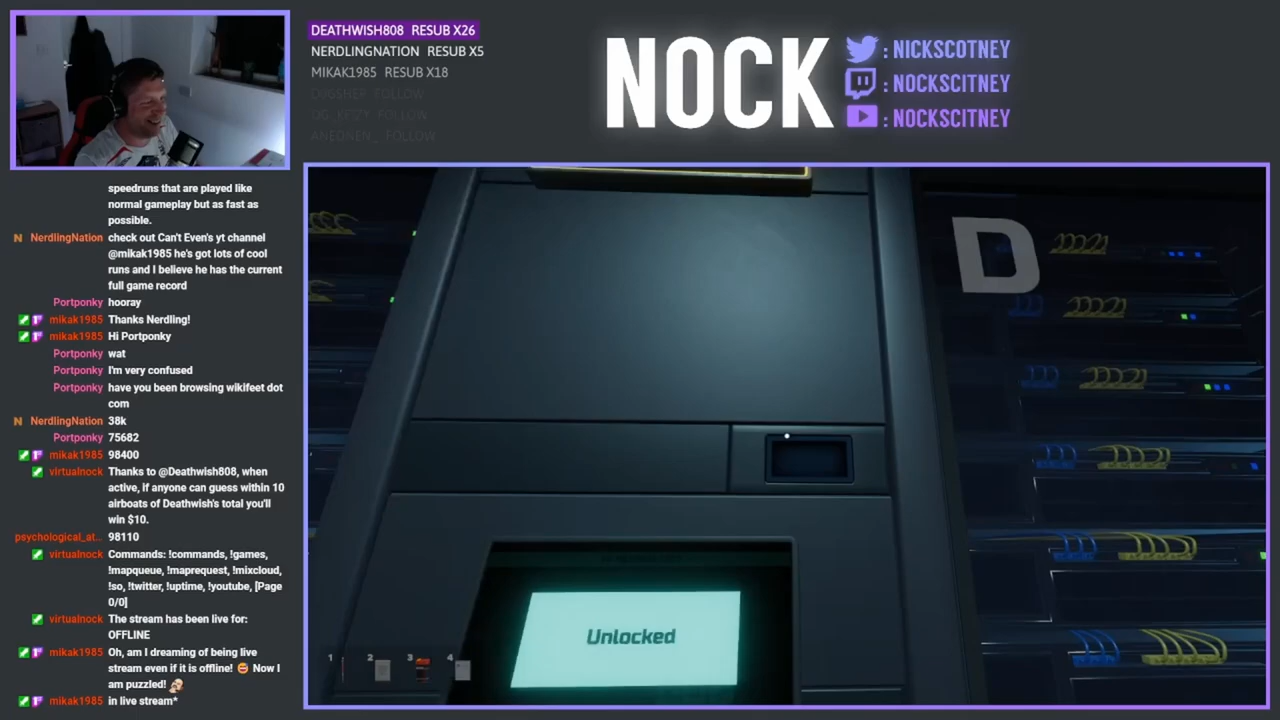 DEATHWISH808 RESUB X26
NERDLINGNATION RESUB X5
MIKAK1985 RESUB X18
NOCK
: NICKSCOTNEY
: NOCKSCITNEY
: NOCKSCITNEY
speedruns that are played like
normal gameplay but as fast as
possible.
NerdlingNation check out Can't Even's yt channel
@mikak1985 he's got lots of cool
runs and I believe he has the current
full game record
Portponky hooray
mikak1985 Thanks Nerdling!
mikak1985 Hi Portponky
Portponky wat
Portponky I'm very confused
Portponky have you been browsing wikifeet dot
com
NerdlingNation 38k
Portponky 75682
mikak1985 98400
virtualnock Thanks to @Deathwish808, when
active, if anyone can guess within 10
airboats of Deathwish's total you'll
win $10.
psychological_at.. 98110
virtualnock Commands: !commands, !games,
!mapqueue, !maprequest, !mixcloud,
!so, !twitter, !uptime, !youtube, [Page
0/0]
virtualnock The stream has been live for:
OFFLINE
mikak1985 Oh, am I dreaming of being live
stream even if it is offline! 😅 Now I
am puzzled!
mikak1985 in live stream*
D
Unlocked
1 2 3 4